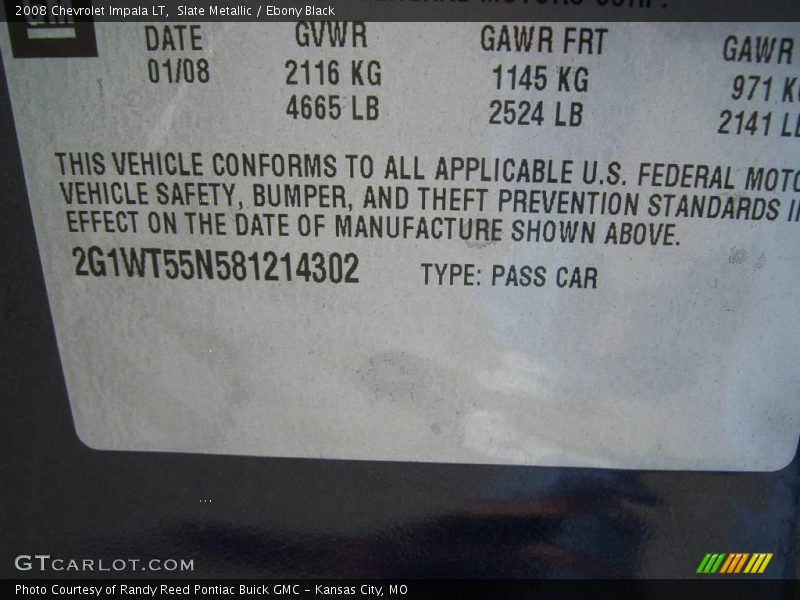 2008 Chevrolet Impala LT, Slate Metallic / Ebony Black
GM
DATE GVWR GAWR FRT GAWR
01/08 2116 KG 1145 KG 971
4665 LB 2524 LB 2141
THIS VEHICLE CONFORMS TO ALL APPLICABLE U.S. FEDERAL
VEHICLE SAFETY, BUMPER, AND THEFT PREVENTION STANDARDS
EFFECT ON THE DATE OF MANUFACTURE SHOWN ABOVE.
2G1WT55N581214302 TYPE: PASS CAR
GTCARLOT.COM
Photo Courtesy of Randy Reed Pontiac Buick GMC - Kansas City, MO